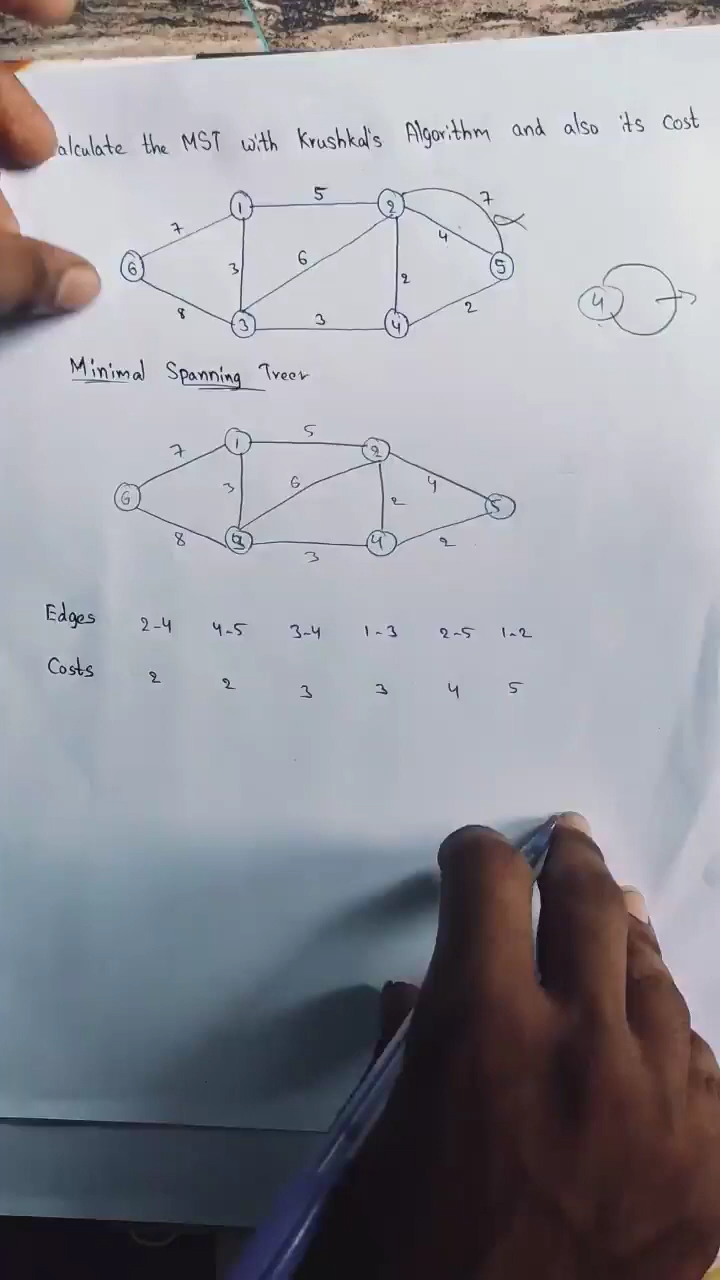 alculate the MST with Krushkal's Algorithm and also its cost
1 5 2 7
7 4
6 3 6 2 5
8 3 3 4 2
4
Minimal Spanning Treer
1 5 2
7 3 6 2 4
6 5
8 3 3 4 2
Edges 2-4 4-5 3-4 1-3 2-5 1-2
Costs 2 2 3 3 4 5